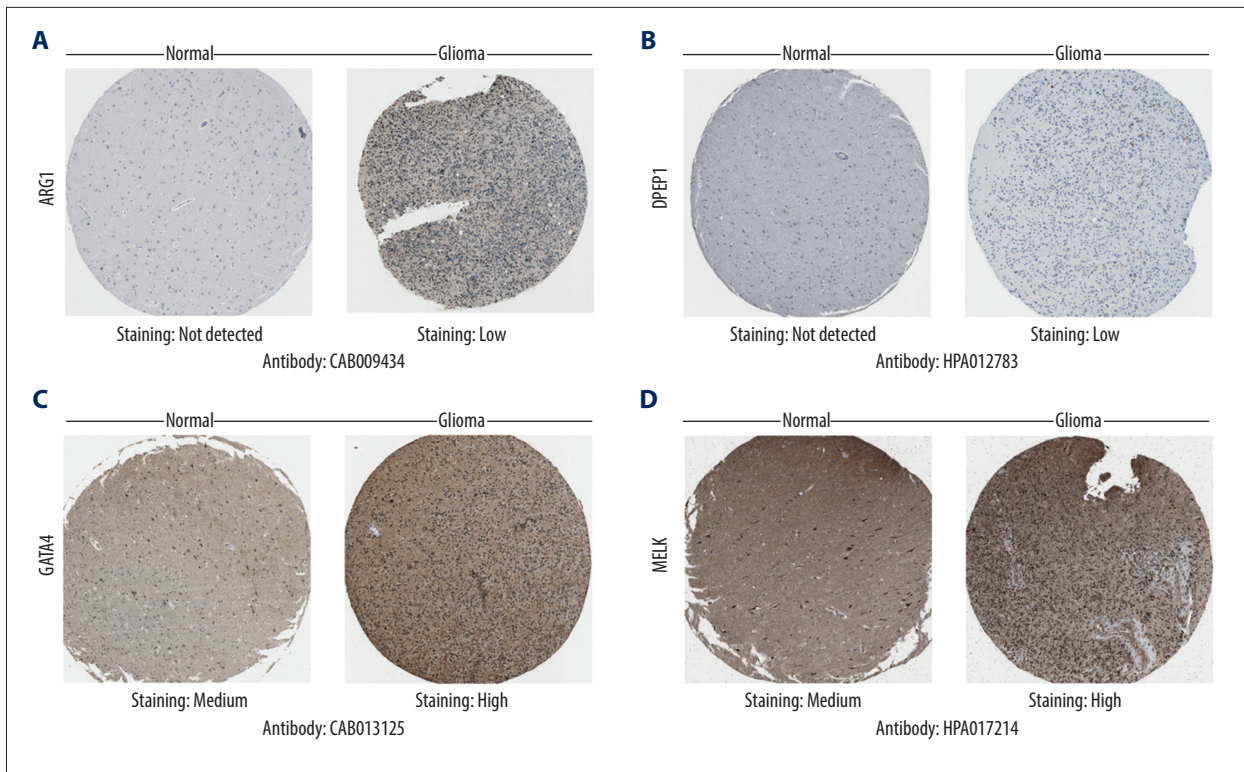 A
Normal Glioma
ARG1
Staining: Not detected Staining: Low
Antibody: CAB009434
B
Normal Glioma
DPEP1
Staining: Not detected Staining: Low
Antibody: HPA012783
C
Normal Glioma
GATA4
Staining: Medium Staining: High
Antibody: CAB013125
D
Normal Glioma
MELK
Staining: Medium Staining: High
Antibody: HPA017214